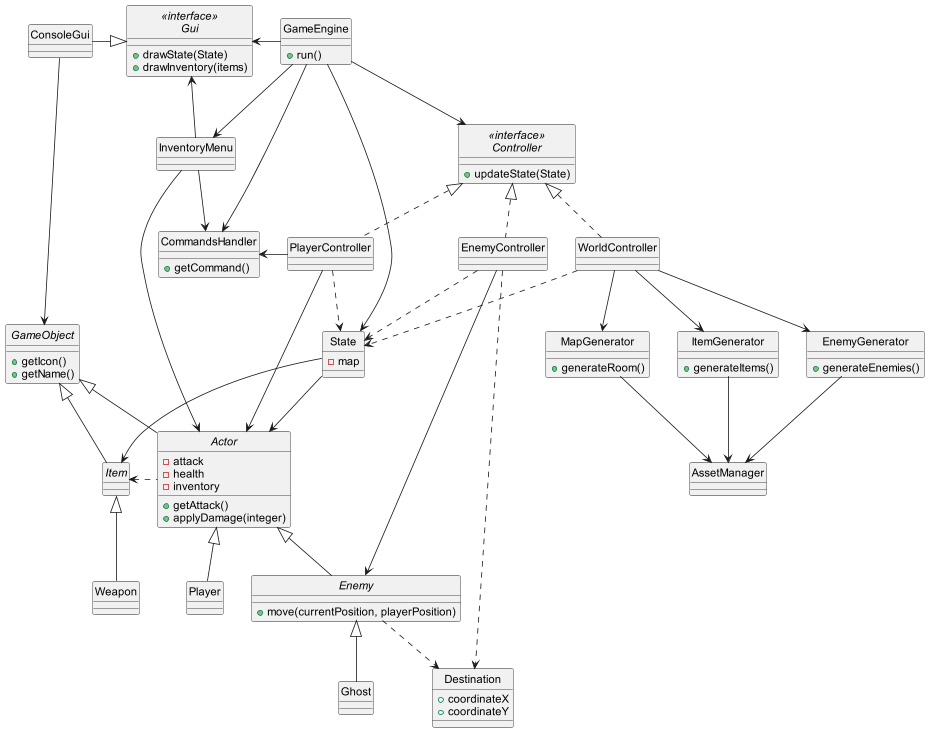 «interface»
Gui
drawState(State)
drawInventory(items)
ConsoleGui
GameEngine
run()
InventoryMenu
«interface»
Controller
updateState(State)
CommandsHandler
getCommand()
PlayerController
EnemyController
WorldController
GameObject
getIcon()
getName()
State
map
MapGenerator
generateRoom()
ItemGenerator
generateItems()
EnemyGenerator
generateEnemies()
Actor
attack
health
inventory
getAttack()
applyDamage(integer)
Item
AssetManager
Weapon
Player
Enemy
move(currentPosition, playerPosition)
Ghost
Destination
coordinateX
coordinateY